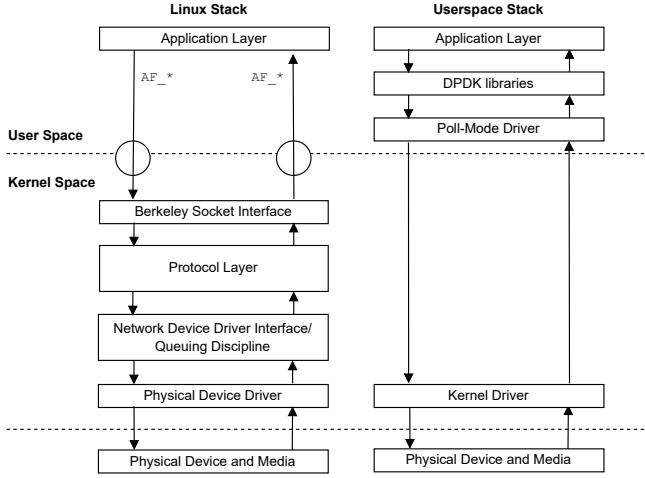 Linux Stack
Userspace Stack
Application Layer
Application Layer
AF_*
AF_*
DPDK libraries
Poll-Mode Driver
User Space
Kernel Space
Berkeley Socket Interface
Protocol Layer
Network Device Driver Interface/
Queuing Discipline
Physical Device Driver
Kernel Driver
Physical Device and Media
Physical Device and Media